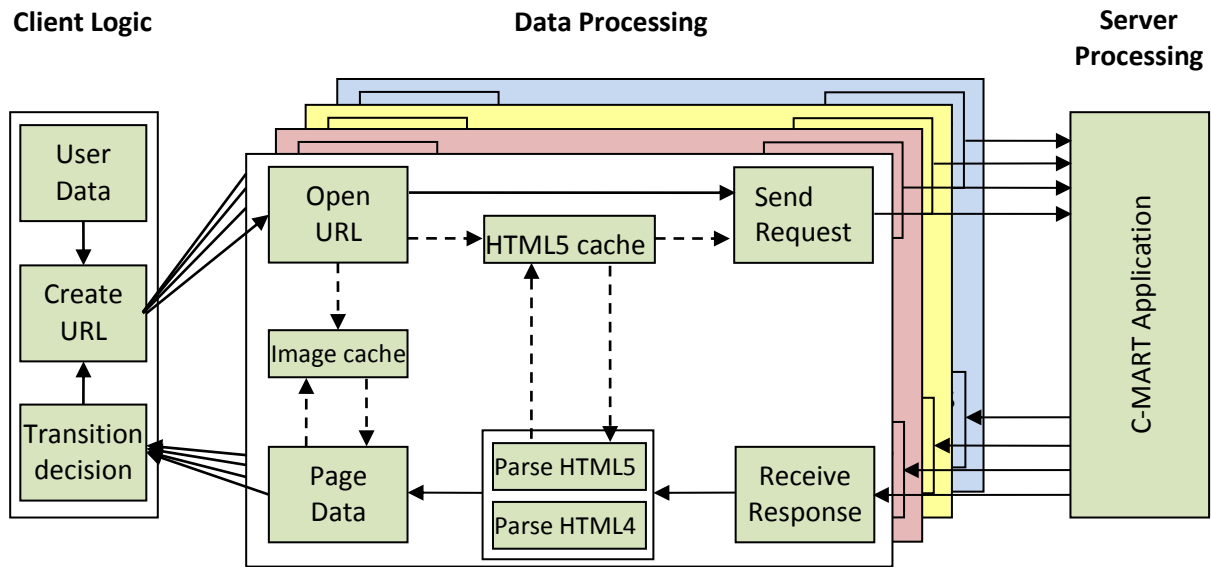 Client Logic
Data Processing
Server
Processing
User
Data
Create
URL
Transition
decision
Open
URL
HTML5 cache
Send
Request
Image cache
Page
Data
Parse HTML5
Parse HTML4
Receive
Response
C-MART Application